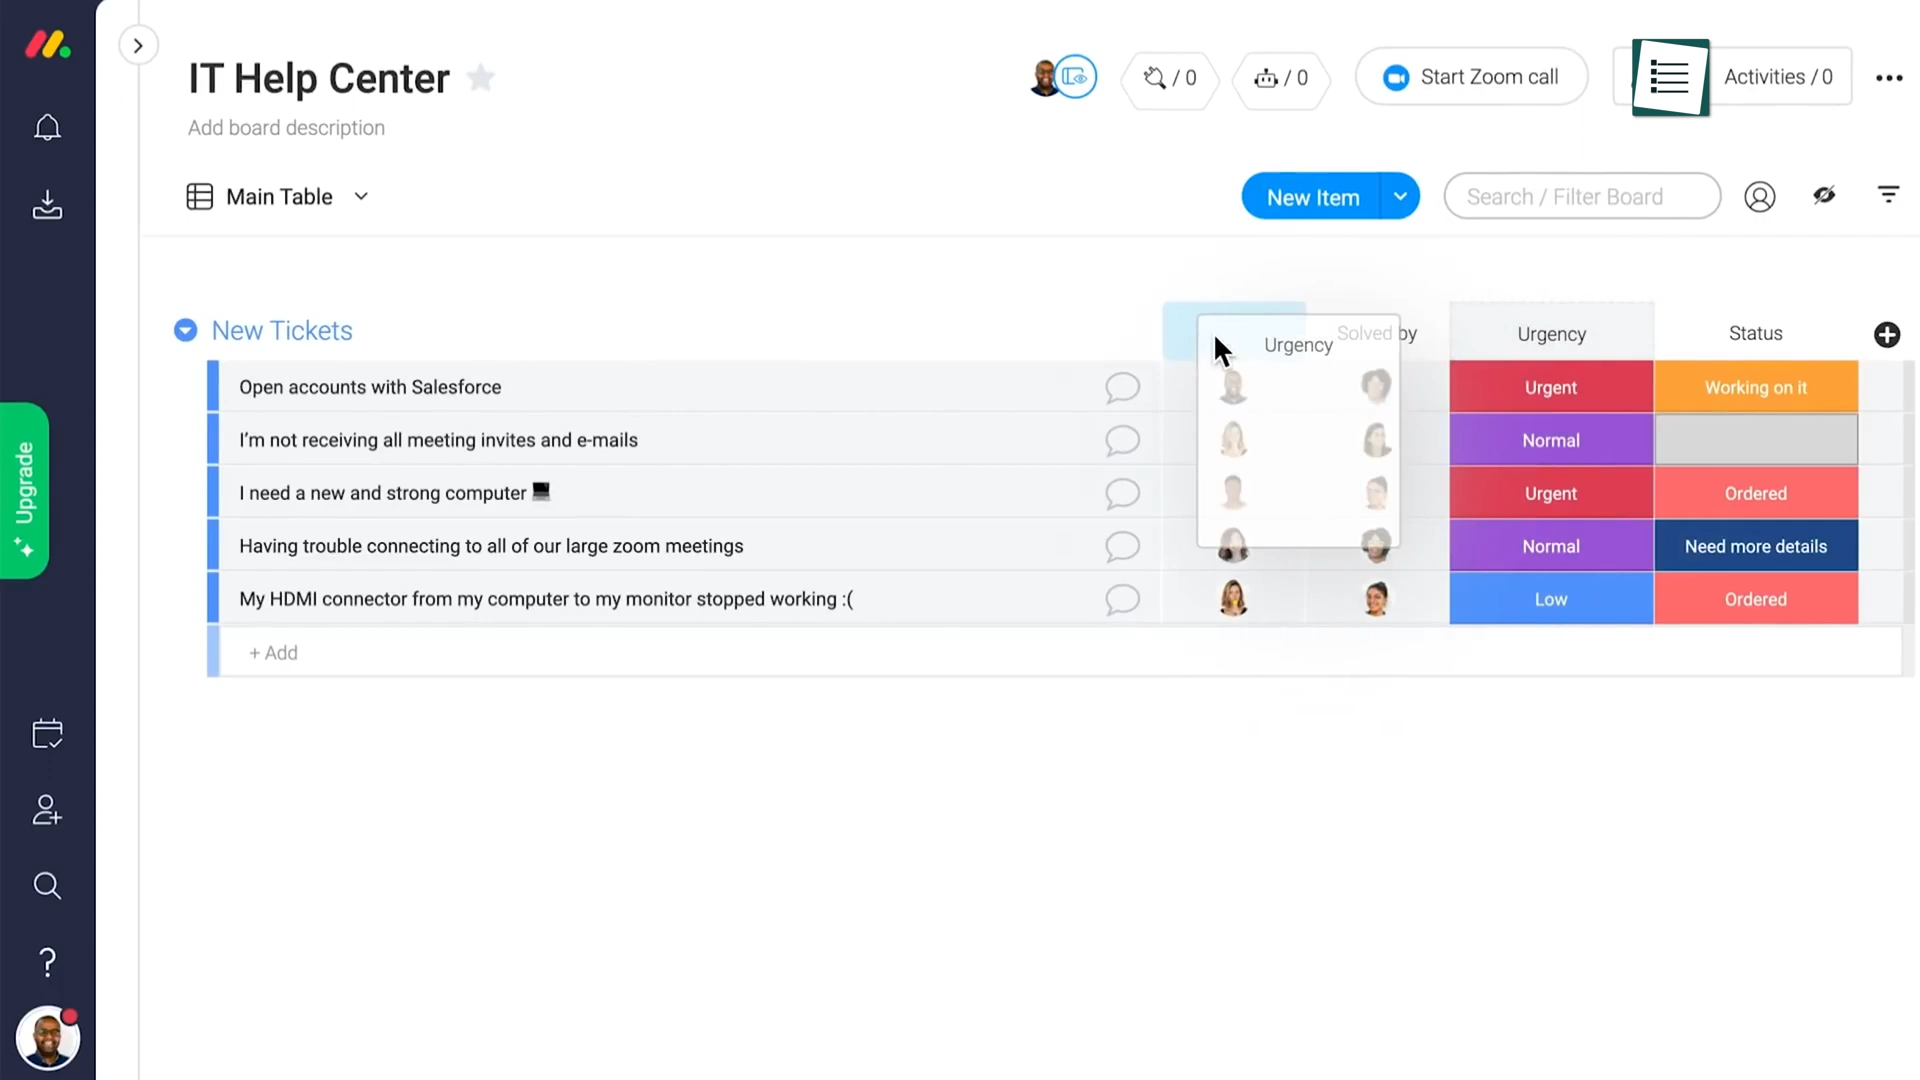 IT Help Center
/ 0
/ 0
Start Zoom call
Activities / 0
Add board description
Main Table
New Item
Search / Filter Board
New Tickets
Urgency
Solved by
Urgency
Status
Open accounts with Salesforce
Urgent
Working on it
I'm not receiving all meeting invites and e-mails
Normal
I need a new and strong computer
Urgent
Ordered
Having trouble connecting to all of our large zoom meetings
Normal
Need more details
My HDMI connector from my computer to my monitor stopped working :(
Low
Ordered
+ Add
Upgrade
?